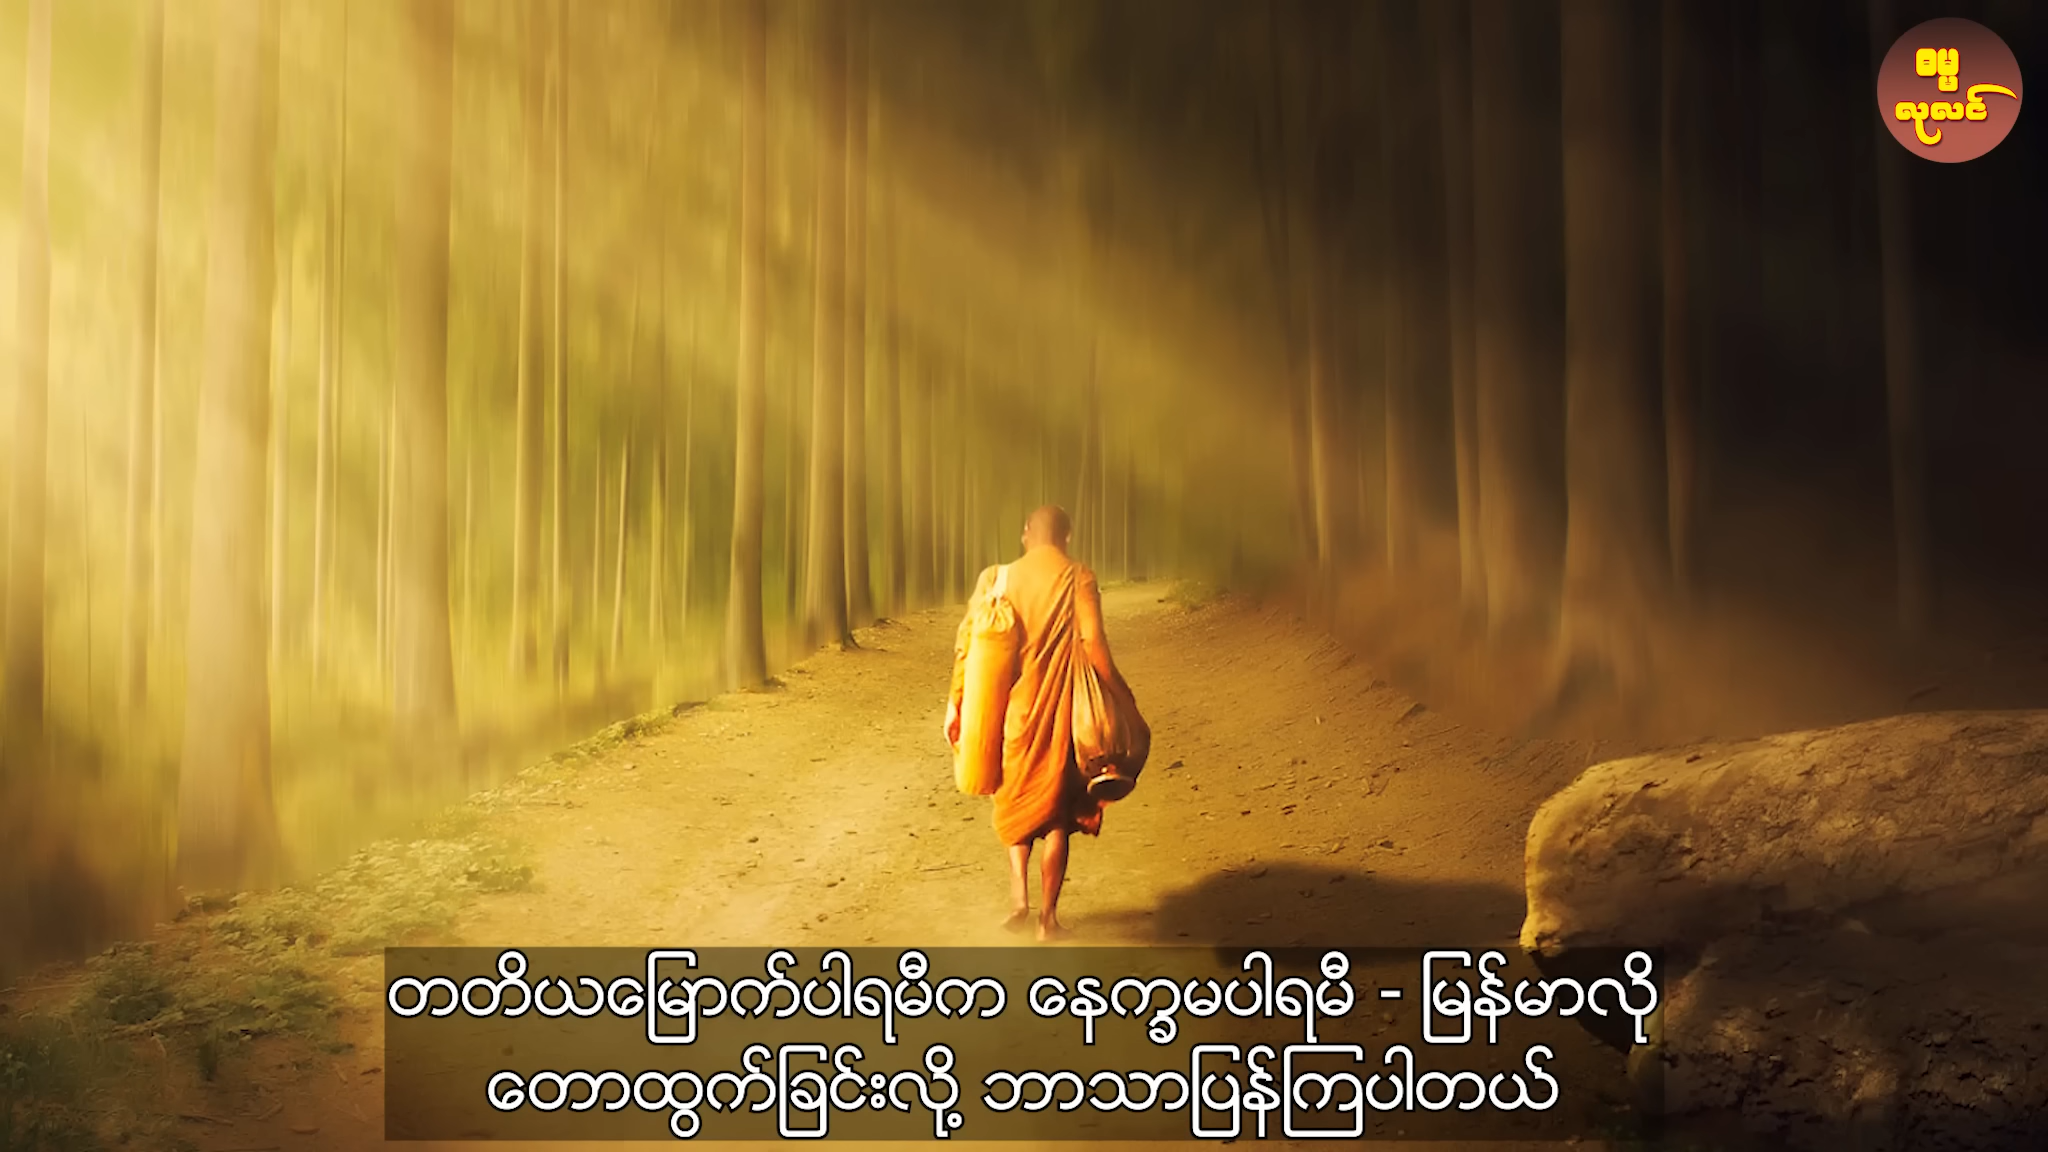 ဓမ္မ
လုလင်
တတိယမြောက်ပါရမီက နေက္ခမပါရမီ - မြန်မာလို
တောထွက်ခြင်းလို့ ဘာသာပြန်ကြပါတယ်